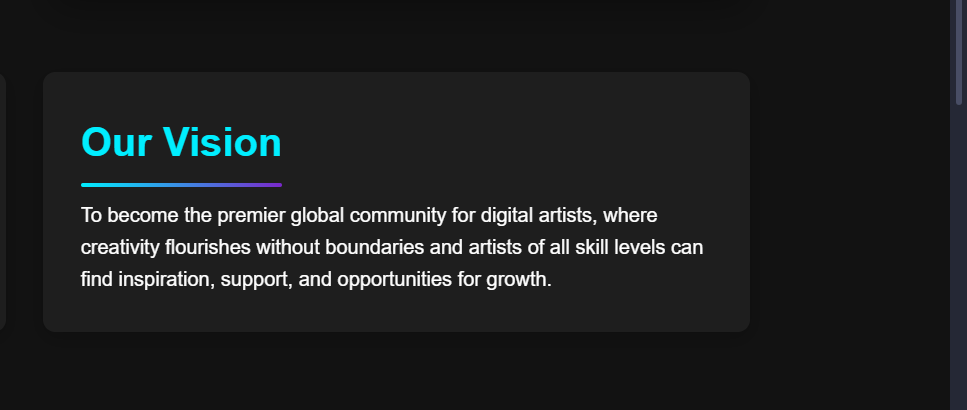 Our Vision
To become the premier global community for digital artists, where
creativity flourishes without boundaries and artists of all skill levels can
find inspiration, support, and opportunities for growth.